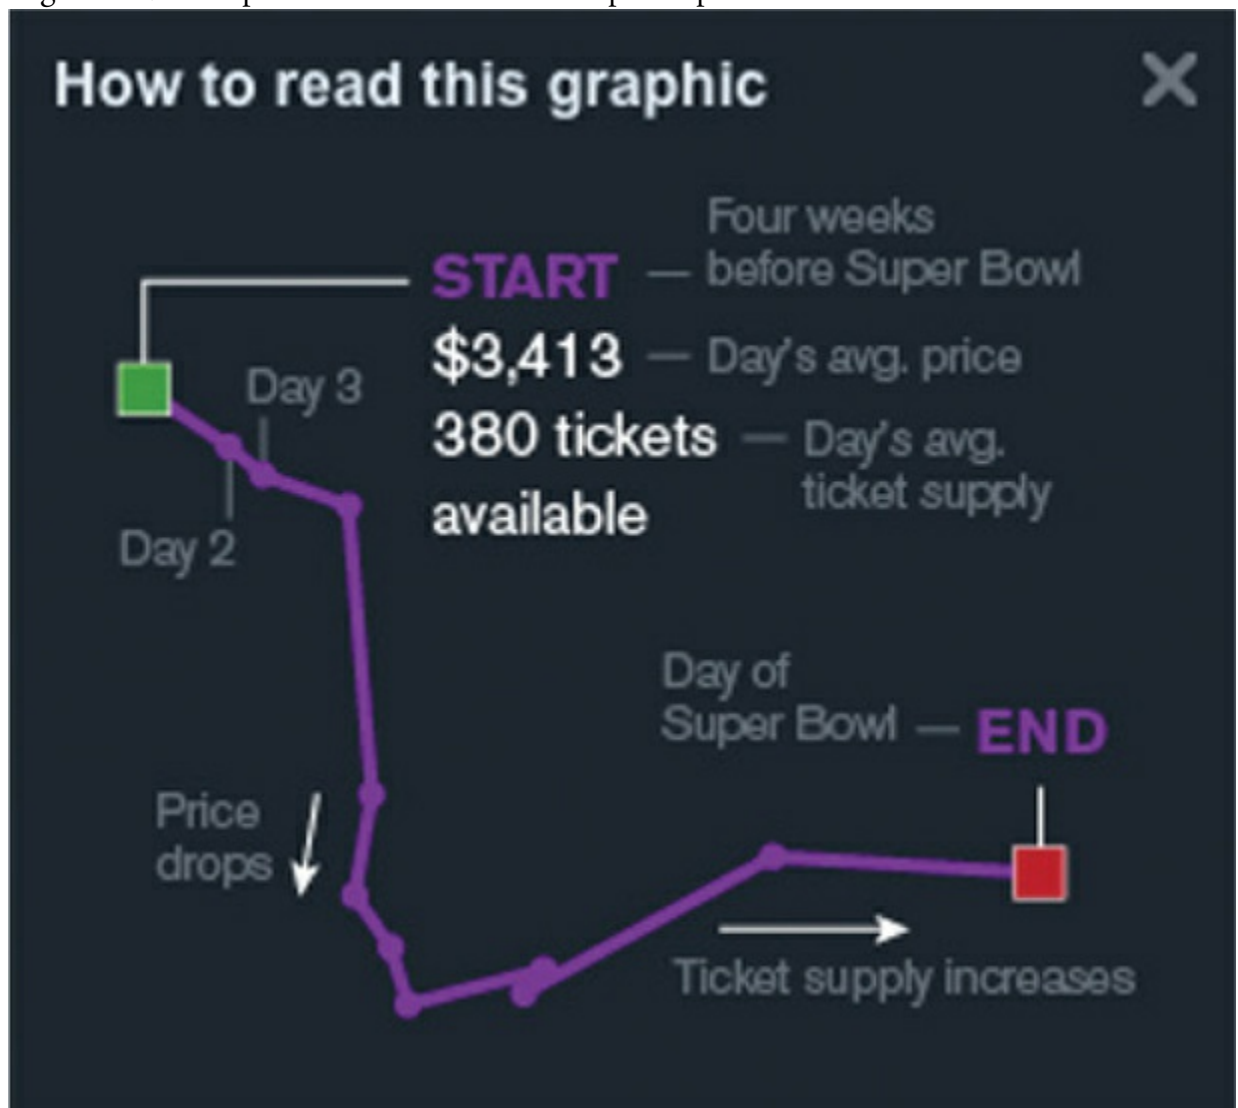 How to read this graphic
Four weeks
START — before Super Bowl
$3,413 — Day's avg. price
Day 3
380 tickets — Day's avg.
ticket supply
available
Day 2
Day of
Super Bowl — END
Price
drops
Ticket supply increases